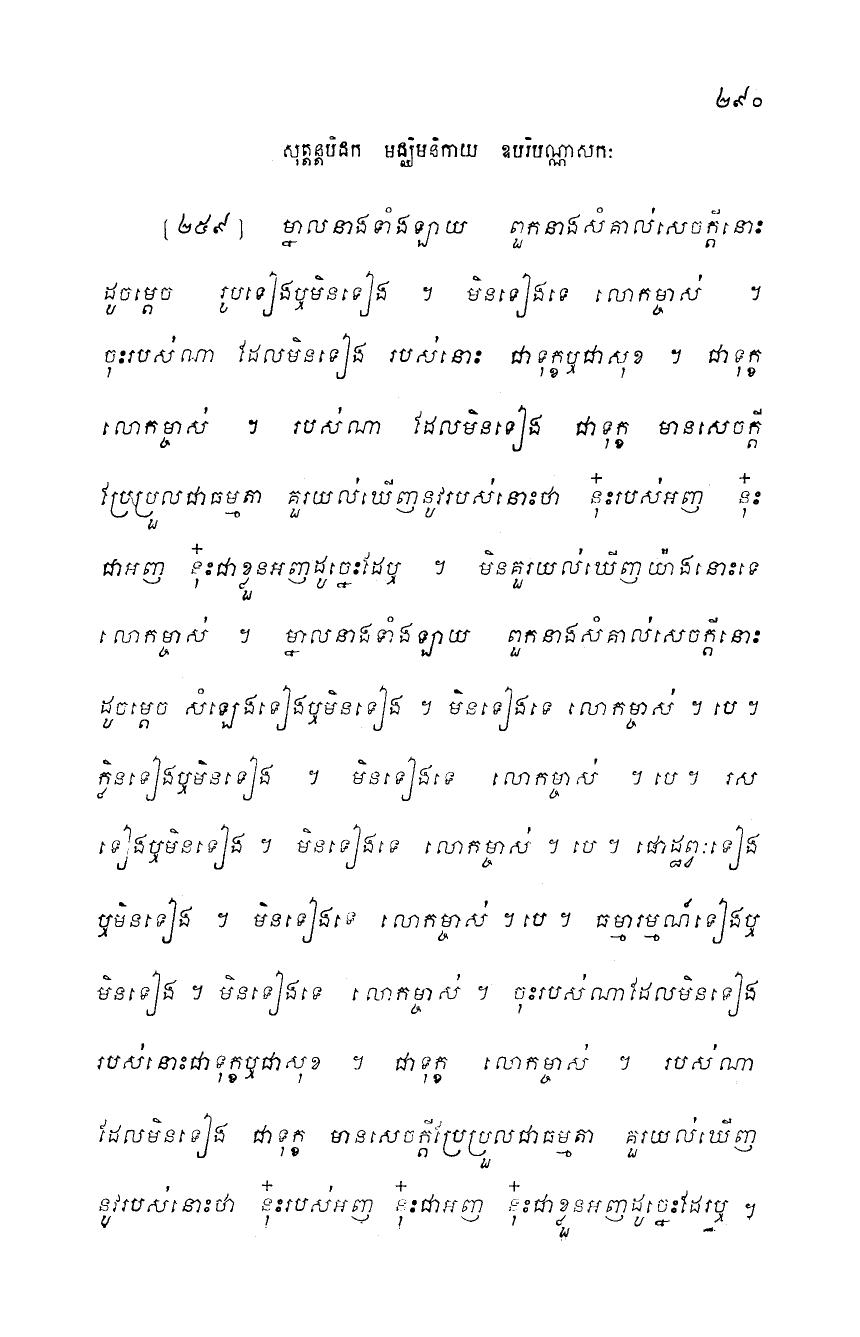 ២៩០
សុត្តន្តបិដក មជ្ឈិមនិកាយ ឧបរិបណ្ណាសកៈ
[២៥៩] ម្នាលនាងទាំងឡាយ ពួកនាងសំគាល់សេចក្តីនោះ
ដូចម្តេច រូបទៀងឬមិនទៀង ។ មិនទៀងទេ លោកម្ចាស់ ។
ចុះរបស់ណា ដែលមិនទៀង របស់នោះ ជាទុក្ខឬជាសុខ ។ ជាទុក្ខ
លោកម្ចាស់ ។ របស់ណា ដែលមិនទៀង ជាទុក្ខ មានសេចក្តី
ប្រែប្រួលជាធម្មតា គួរយល់ឃើញនូវរបស់នោះថា នុ៎ះរបស់អញ នុ៎ះ
ជាអញ នុ៎ះជាខ្លួនអញដូច្នេះដែឬ ។ មិនគួរយល់ឃើញយ៉ាងនោះទេ
លោកម្ចាស់ ។ ម្នាលនាងទាំងឡាយ ពួកនាងសំគាល់សេចក្តីនោះ
ដូចម្តេច សំឡេងទៀងឬមិនទៀង ។ មិនទៀងទេ លោកម្ចាស់ ។ បេ ។
ក្លិនទៀងឬមិនទៀង ។ មិនទៀងទេ លោកម្ចាស់ ។ បេ ។ រស
ទៀងឬមិនទៀង ។ មិនទៀងទេ លោកម្ចាស់ ។ បេ ។ ផោដ្ឋព្វៈទៀង
ឬមិនទៀង ។ មិនទៀងទេ លោកម្ចាស់ ។ បេ ។ ធម្មារម្មណ៍ទៀងឬ
មិនទៀង ។ មិនទៀងទេ លោកម្ចាស់ ។ ចុះរបស់ណាដែលមិនទៀង
របស់នោះជាទុក្ខឬជាសុខ ។ ជាទុក្ខ លោកម្ចាស់ ។ របស់ណា
ដែលមិនទៀង ជាទុក្ខ មានសេចក្តីប្រែប្រួលជាធម្មតា គួរយល់ឃើញ
នូវរបស់នោះថា នុ៎ះរបស់អញ នុ៎ះជាអញ នុ៎ះជាខ្លួនអញដូច្នេះដែរឬ ។